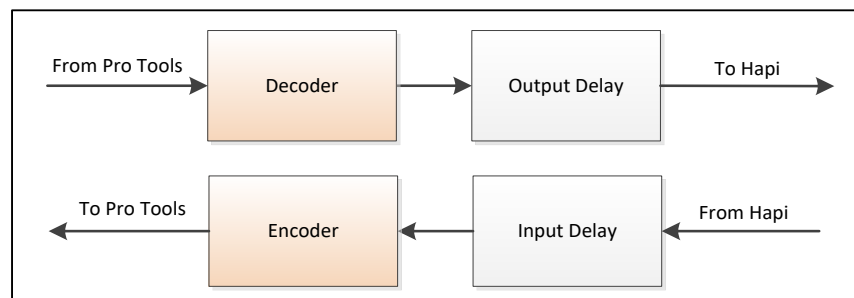 From Pro Tools
Decoder
Output Delay
To Hapi
To Pro Tools
Encoder
Input Delay
From Hapi